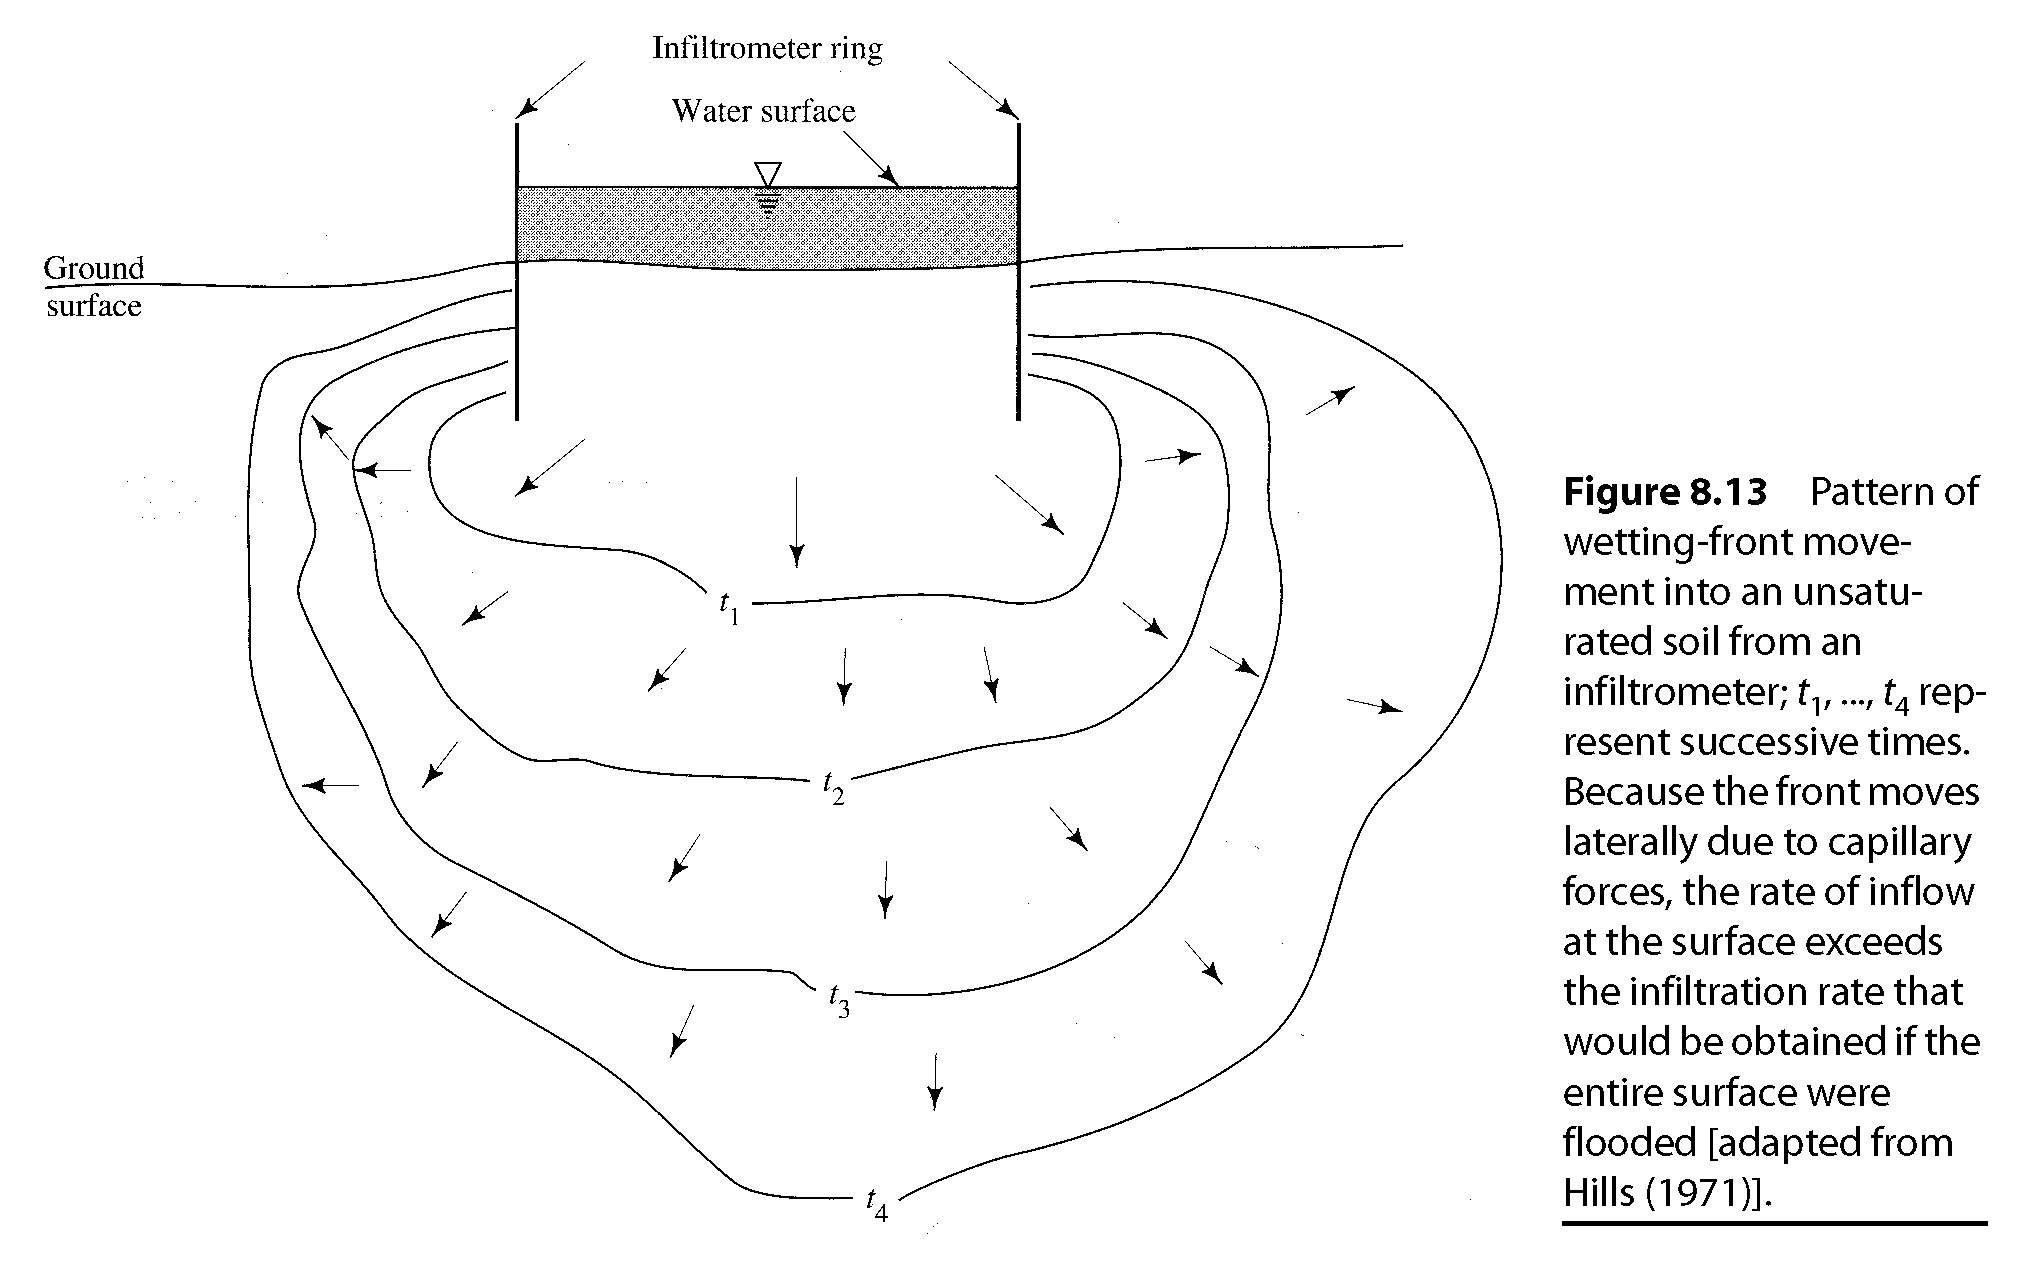 Infiltrometer ring
Water surface
Ground
surface
t1
t2
t3
t4
Figure 8.13 Pattern of
wetting-front move-
ment into an unsatu-
rated soil from an
infiltrometer; t1, ..., t4 rep-
resent successive times.
Because the front moves
laterally due to capillary
forces, the rate of inflow
at the surface exceeds
the infiltration rate that
would be obtained if the
entire surface were
flooded [adapted from
Hills (1971)].